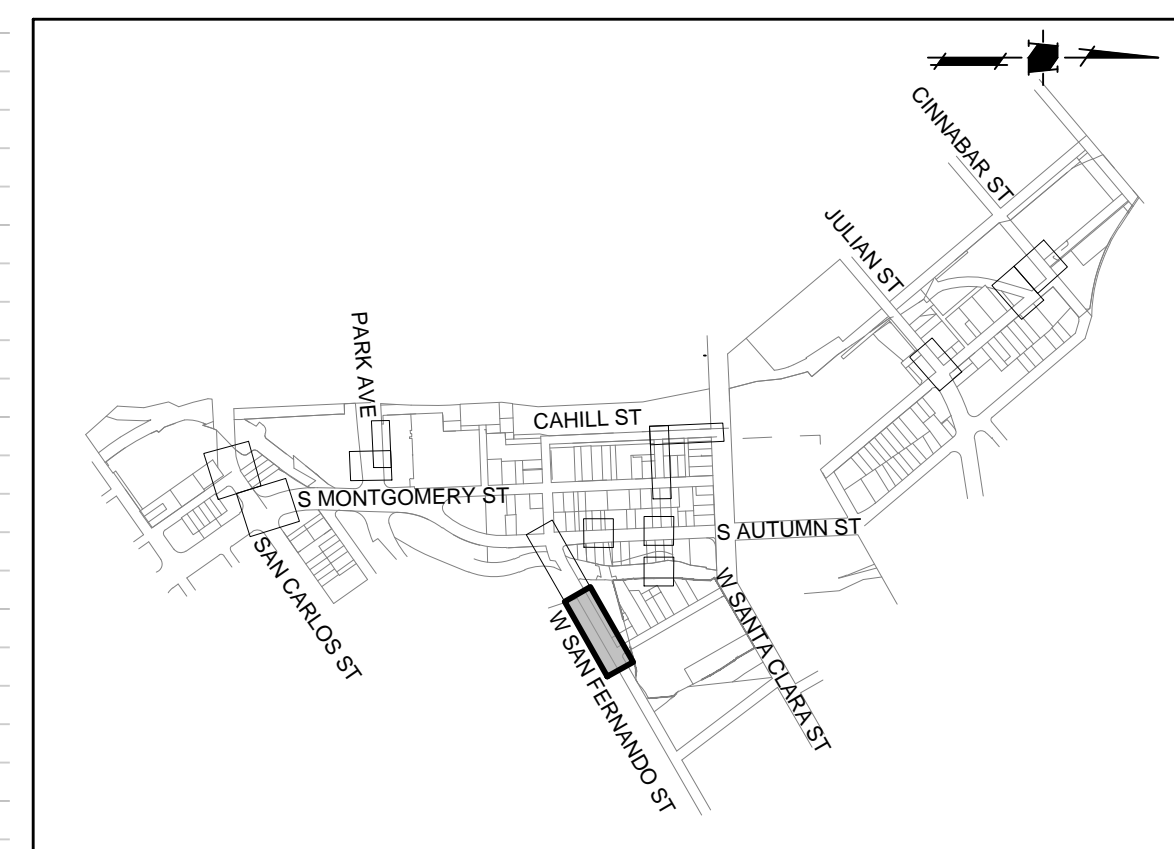 CINNABAR ST
JULIAN ST
PARK AVE
CAHILL ST
S MONTGOMERY ST
S AUTUMN ST
SAN CARLOS ST
W SAN FERNANDO ST
W SANTA CLARA ST